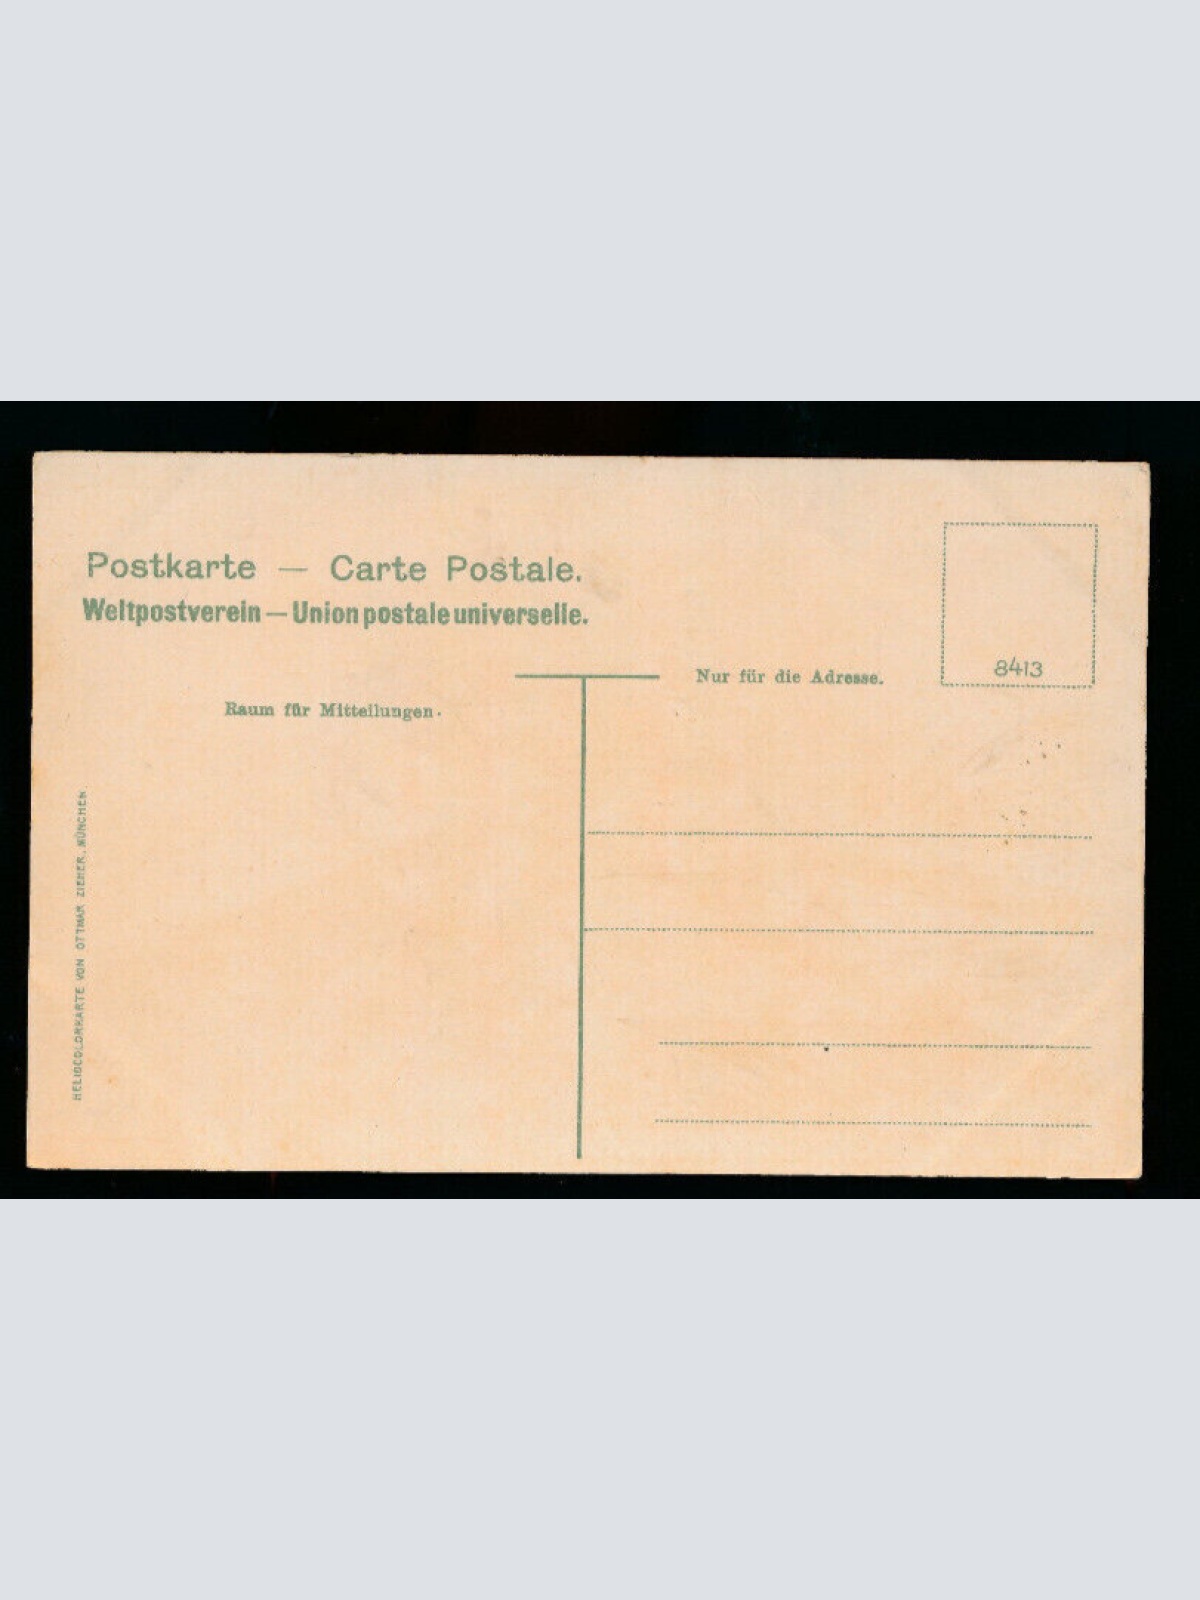 Postkarte — Carte Postale.
Weltpostverein — Union postale universelle.
8413
Nur für die Adresse.
Raum für Mitteilungen.
HELIOCOLORKARTE VON OTTMAR ZIEHER, MÜNCHEN.